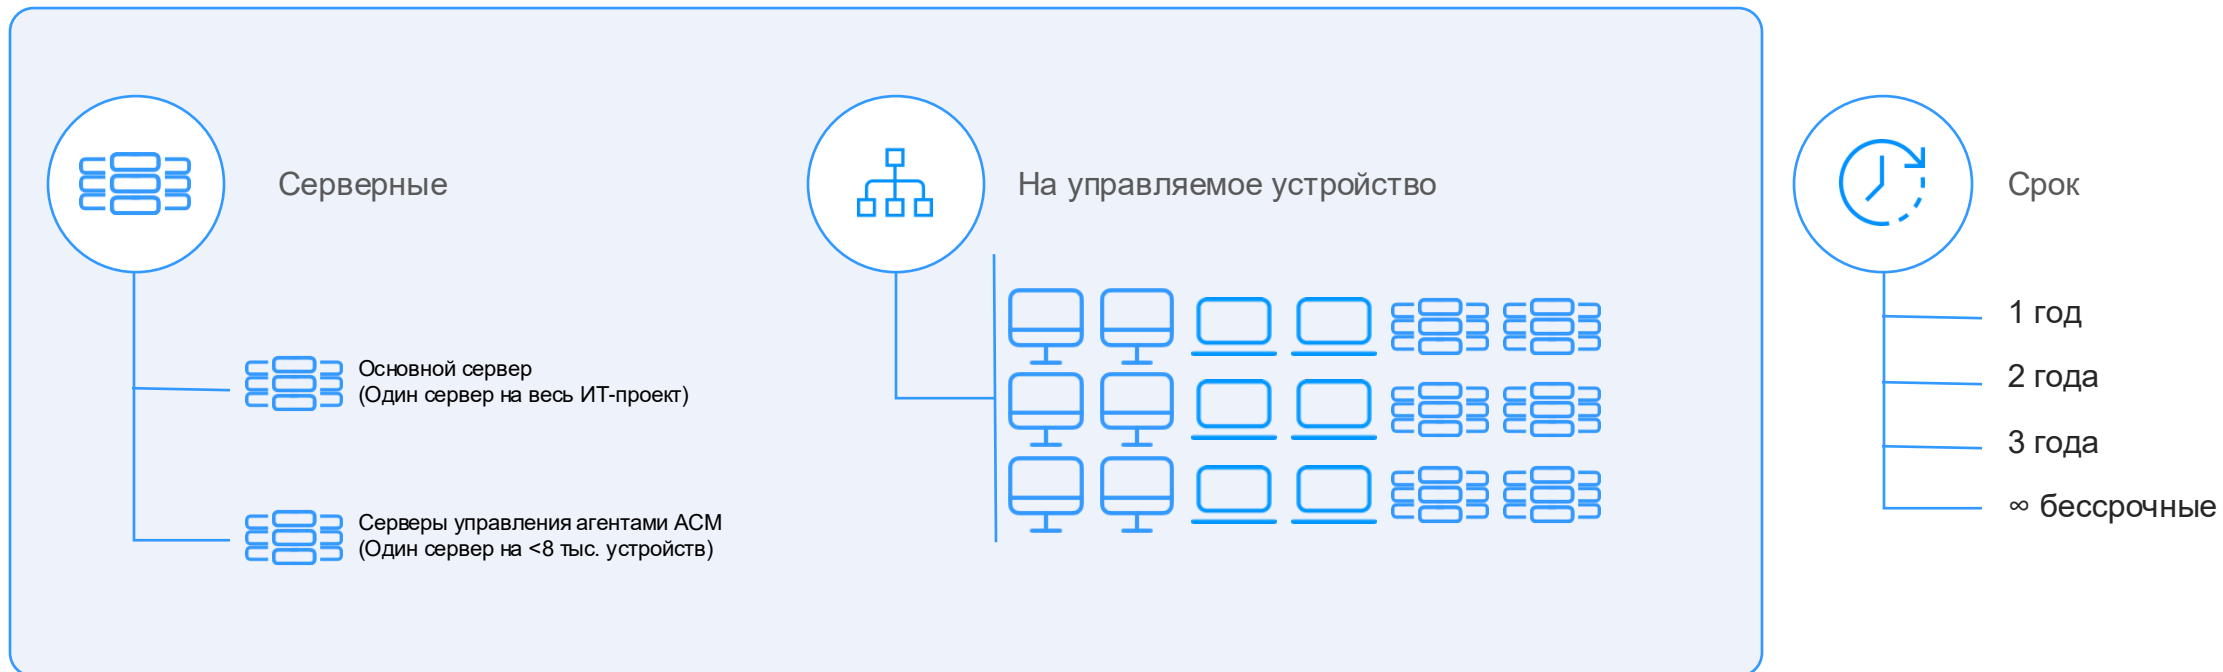 Серверные
Основной сервер
(Один сервер на весь ИТ-проект)
Серверы управления агентами АСМ
(Один сервер на <8 тыс. устройств)
На управляемое устройство
Срок
1 год
2 года
3 года
∞ бессрочные